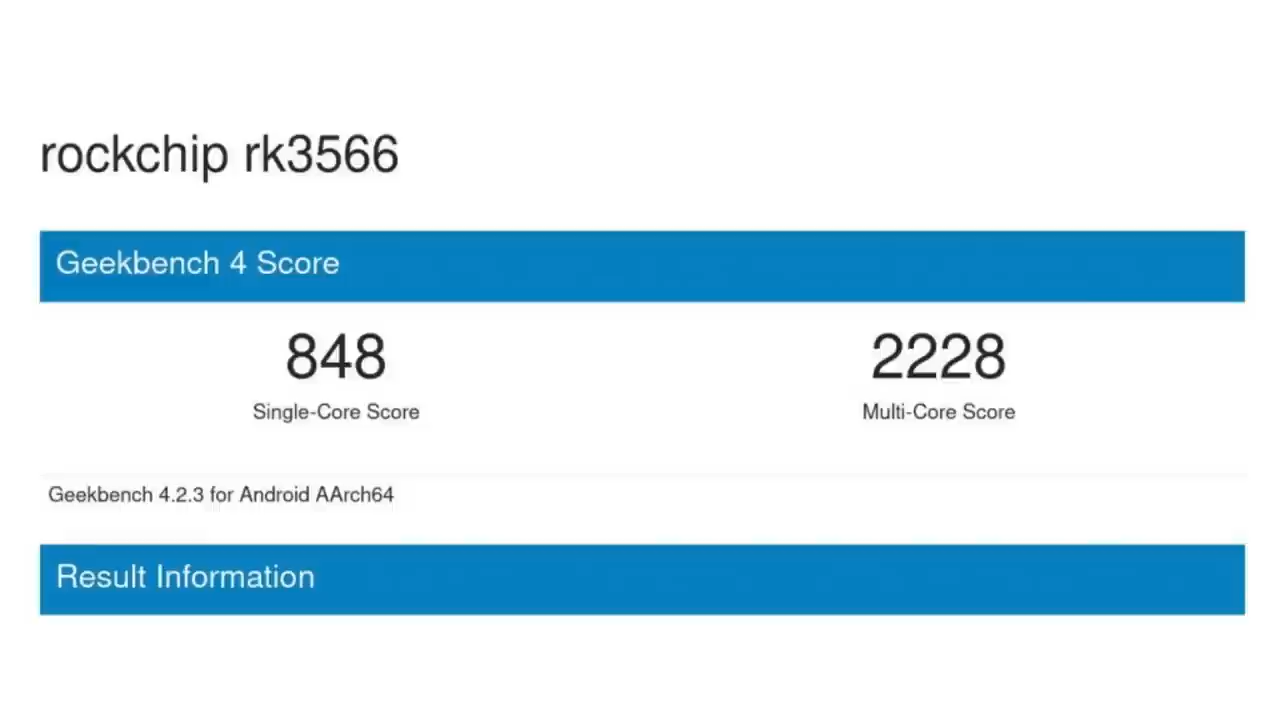 rockchip rk3566
Geekbench 4 Score
848 2228
Single-Core Score Multi-Core Score
Geekbench 4.2.3 for Android AArch64
Result Information